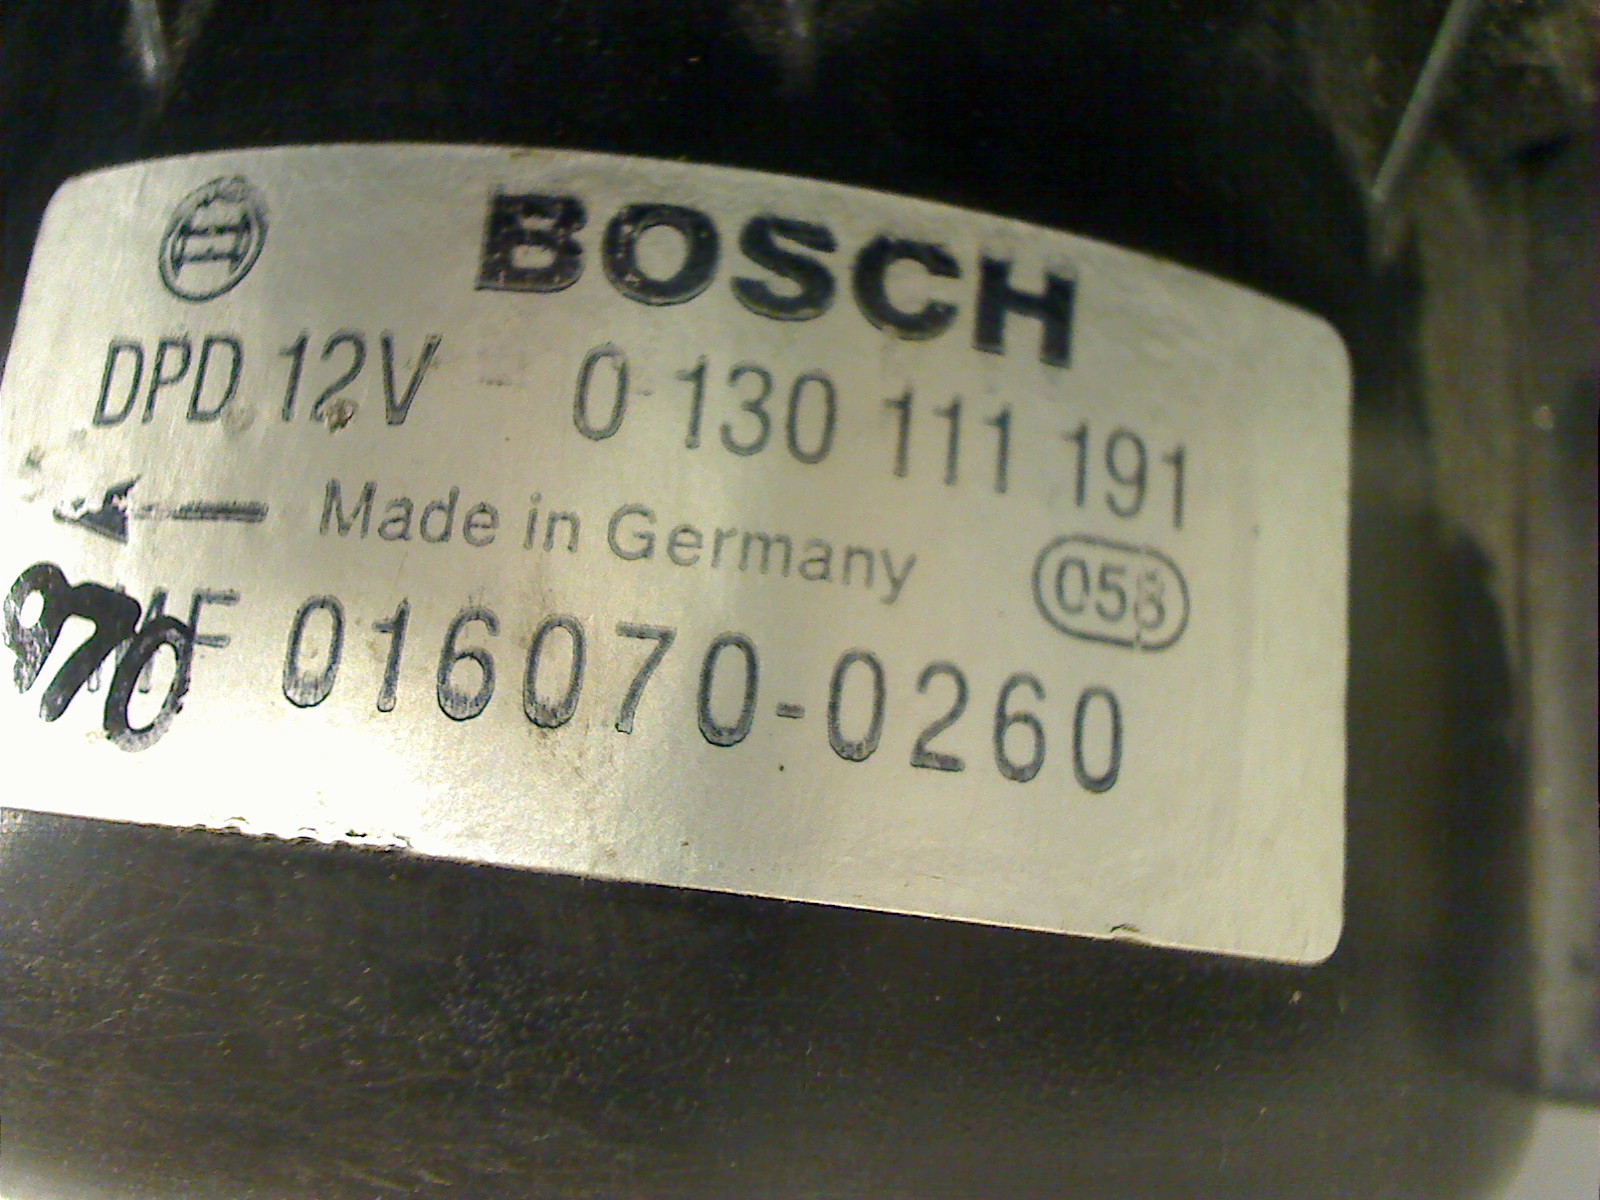 BOSCH
DPD 12V 0 130 111 191
Made in Germany
058
970
016070-0260